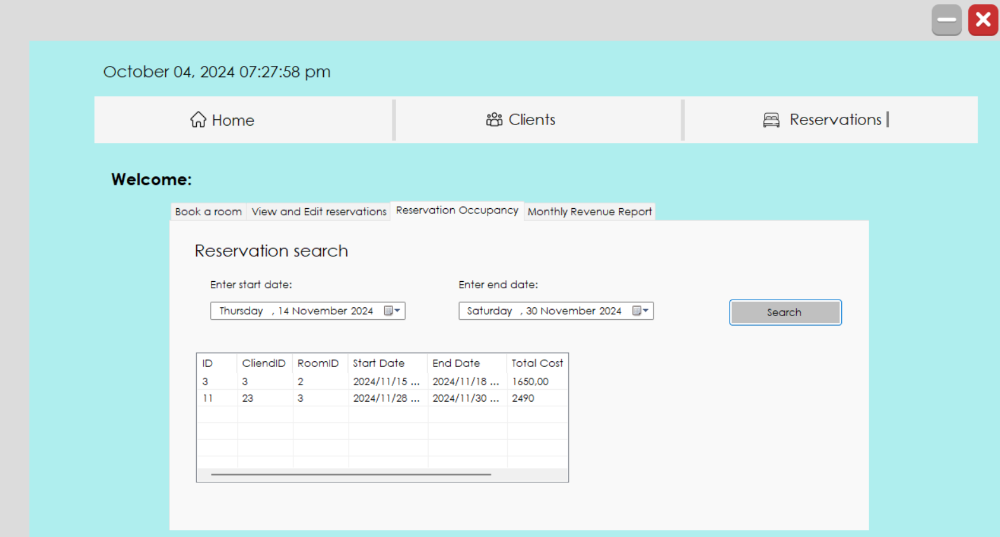 October 04, 2024 07:27:58 pm
Home Clients Reservations
Welcome:
Book a room View and Edit reservations Reservation Occupancy Monthly Revenue Report
Reservation search
Enter start date: Enter end date:
Thursday , 14 November 2024 Saturday , 30 November 2024 Search
ID CliendID RoomID Start Date End Date Total Cost
3 3 2 2024/11/15 ... 2024/11/18 ... 1650,00
11 23 3 2024/11/28 ... 2024/11/30 ... 2490